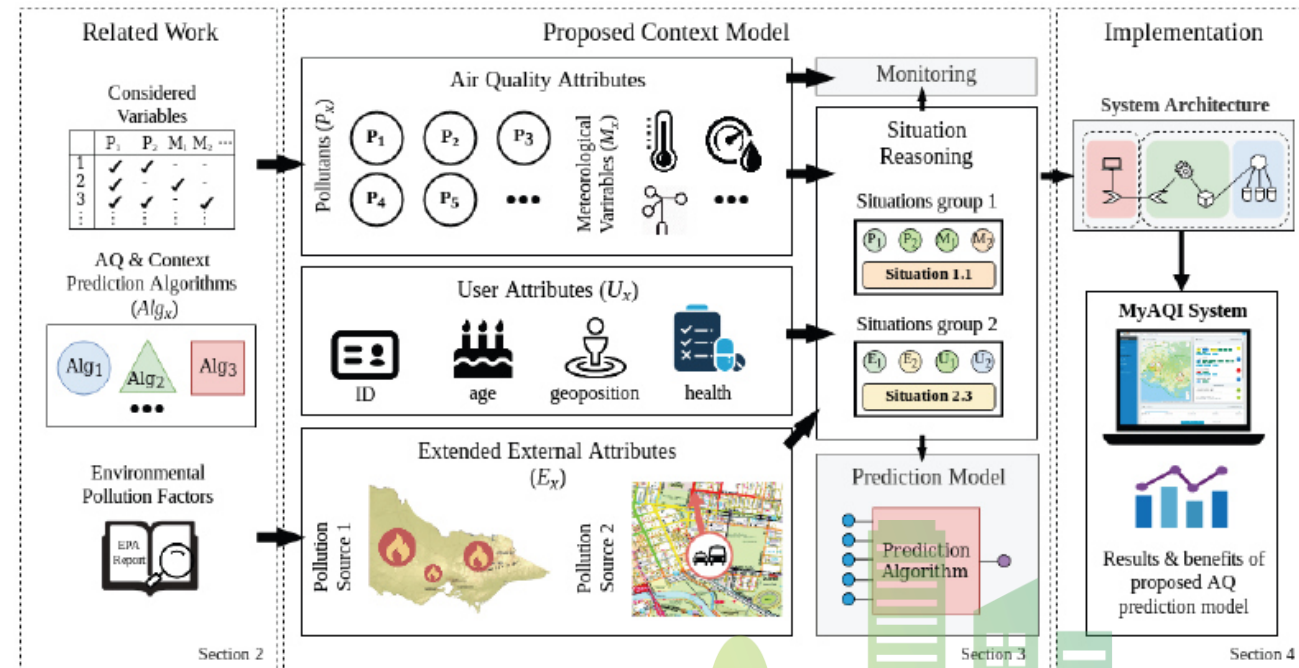 Related Work
Considered
Variables
P₁ P₂ M₁ M₂ ...
1 ✓ ✓ - -
2 ✓ - ✓ -
3 ✓ ✓ - ✓
AQ & Context
Prediction Algorithms
(Algₓ)
Alg₁ Alg₂ Alg₃
Environmental
Pollution Factors
EPA
Report
Section 2
Proposed Context Model
Air Quality Attributes
Pollutants (Pₓ)
P₁ P₂ P₃
P₄ P₅ ...
Meteorological
Varirables (Mₓ)
User Attributes (Uₓ)
ID age geoposition health
Extended External Attributes
(Eₓ)
Pollution
Source 1
Pollution
Source 2
Monitoring
Situation
Reasoning
Situations group 1
P₁ P₂ M₁ M₂
Situation 1.1
Situations group 2
E₁ E₂ U₁ U₂
Situation 2.3
Prediction Model
Prediction
Algorithm
Section 3
Implementation
System Architecture
MyAQI System
Results & benefits of
proposed AQ
prediction model
Section 4